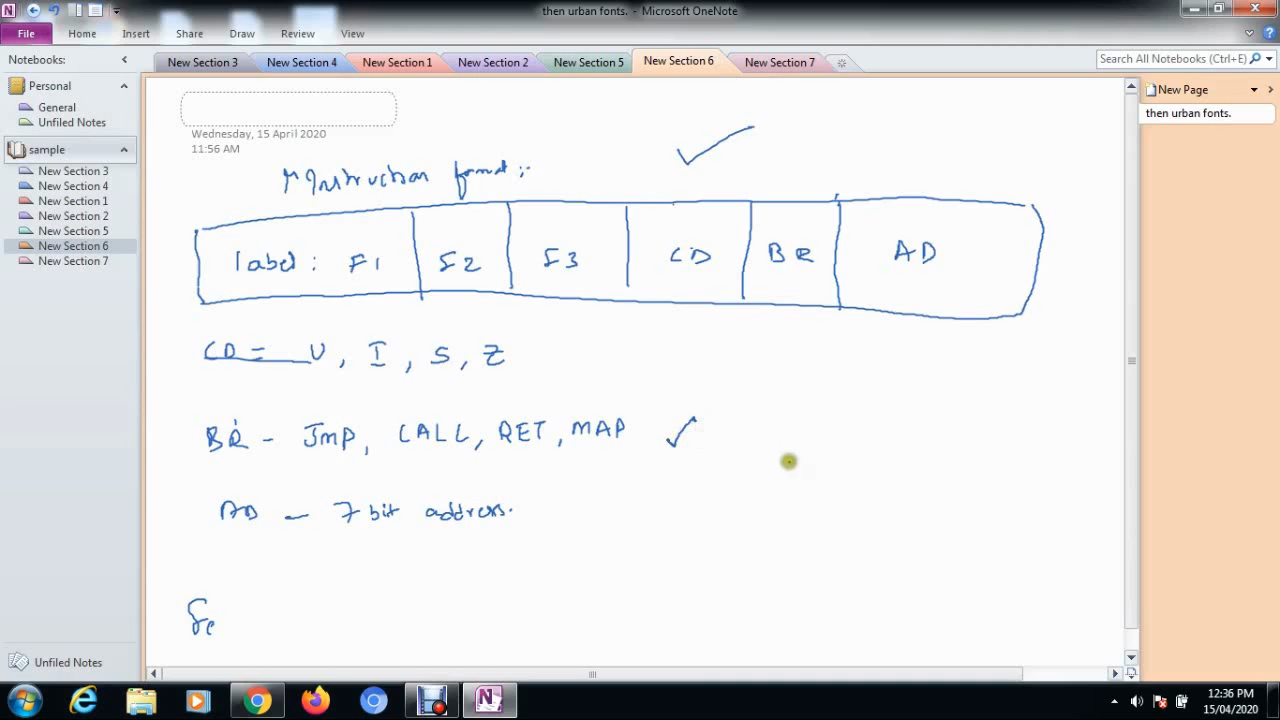 then urban fonts. - Microsoft OneNote
File Home Insert Share Draw Review View
Notebooks:
New Section 3 New Section 4 New Section 1 New Section 2 New Section 5 New Section 6 New Section 7
Search All Notebooks (Ctrl+E)
Personal
General
Unfiled Notes
sample
New Section 3
New Section 4
New Section 1
New Section 2
New Section 5
New Section 6
New Section 7
Unfiled Notes
New Page
then urban fonts.
Wednesday, 15 April 2020
11:56 AM
MInstruction format :-
label : F1 F2 F3 CD BR AD
CD = U, I, S, Z
BR - JMP, CALL, RET, MAP
AD - 7 bit address.
12:36 PM
15/04/2020